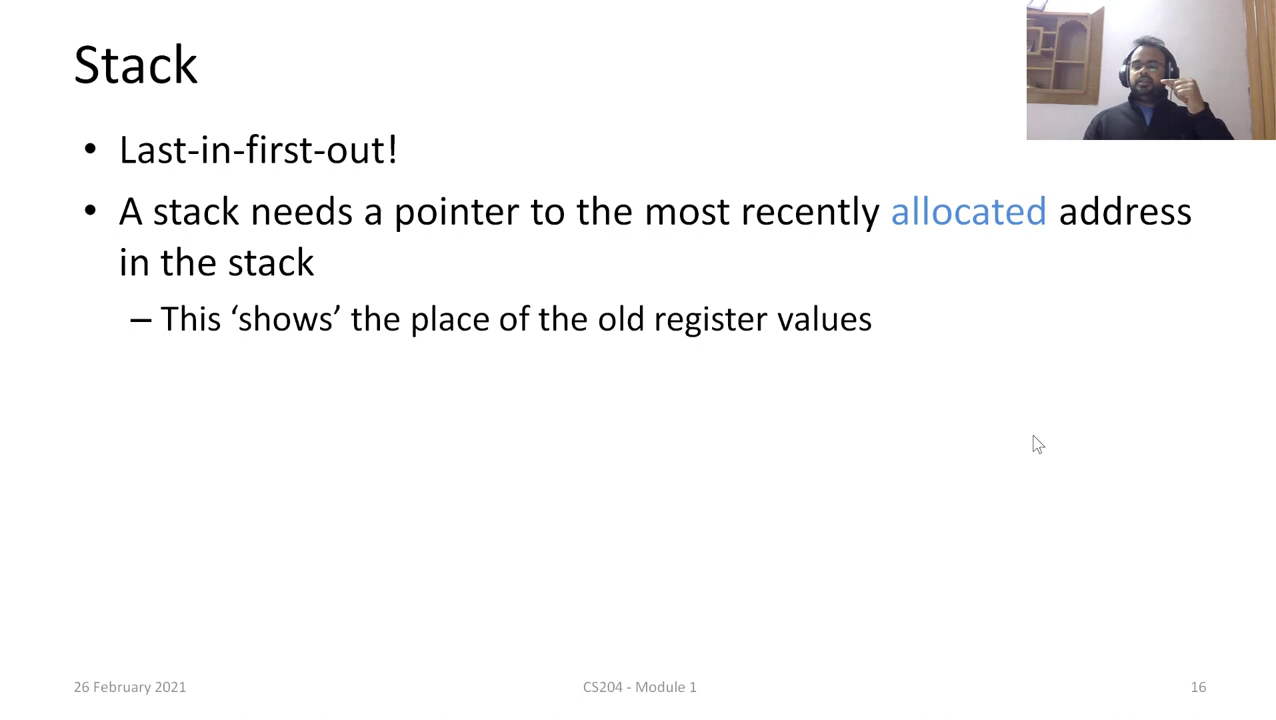 Stack
• Last-in-first-out!
• A stack needs a pointer to the most recently allocated address
in the stack
– This ‘shows’ the place of the old register values
26 February 2021
CS204 - Module 1
16